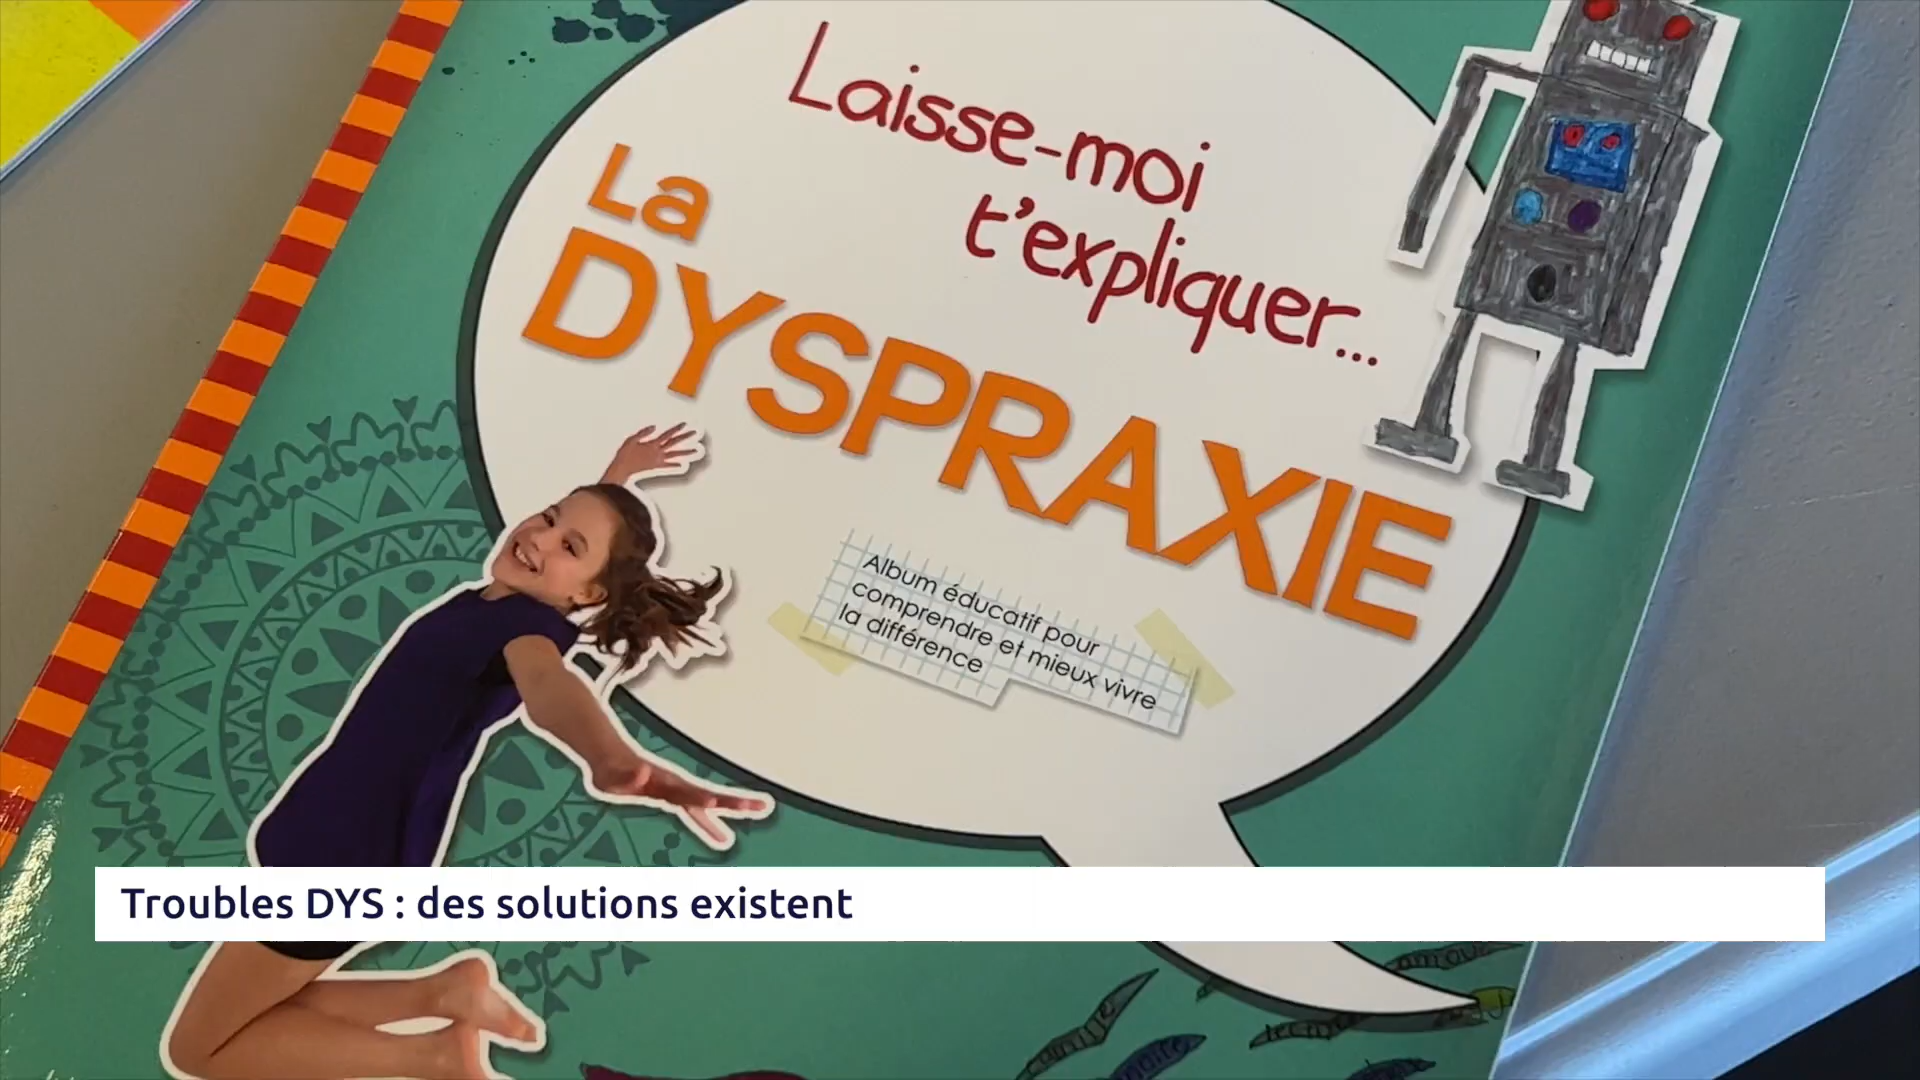 Laisse-moi
t'expliquer...
La
DYSPRAXIE
Album éducatif pour
comprendre et mieux vivre
la différence
Troubles DYS : des solutions existent